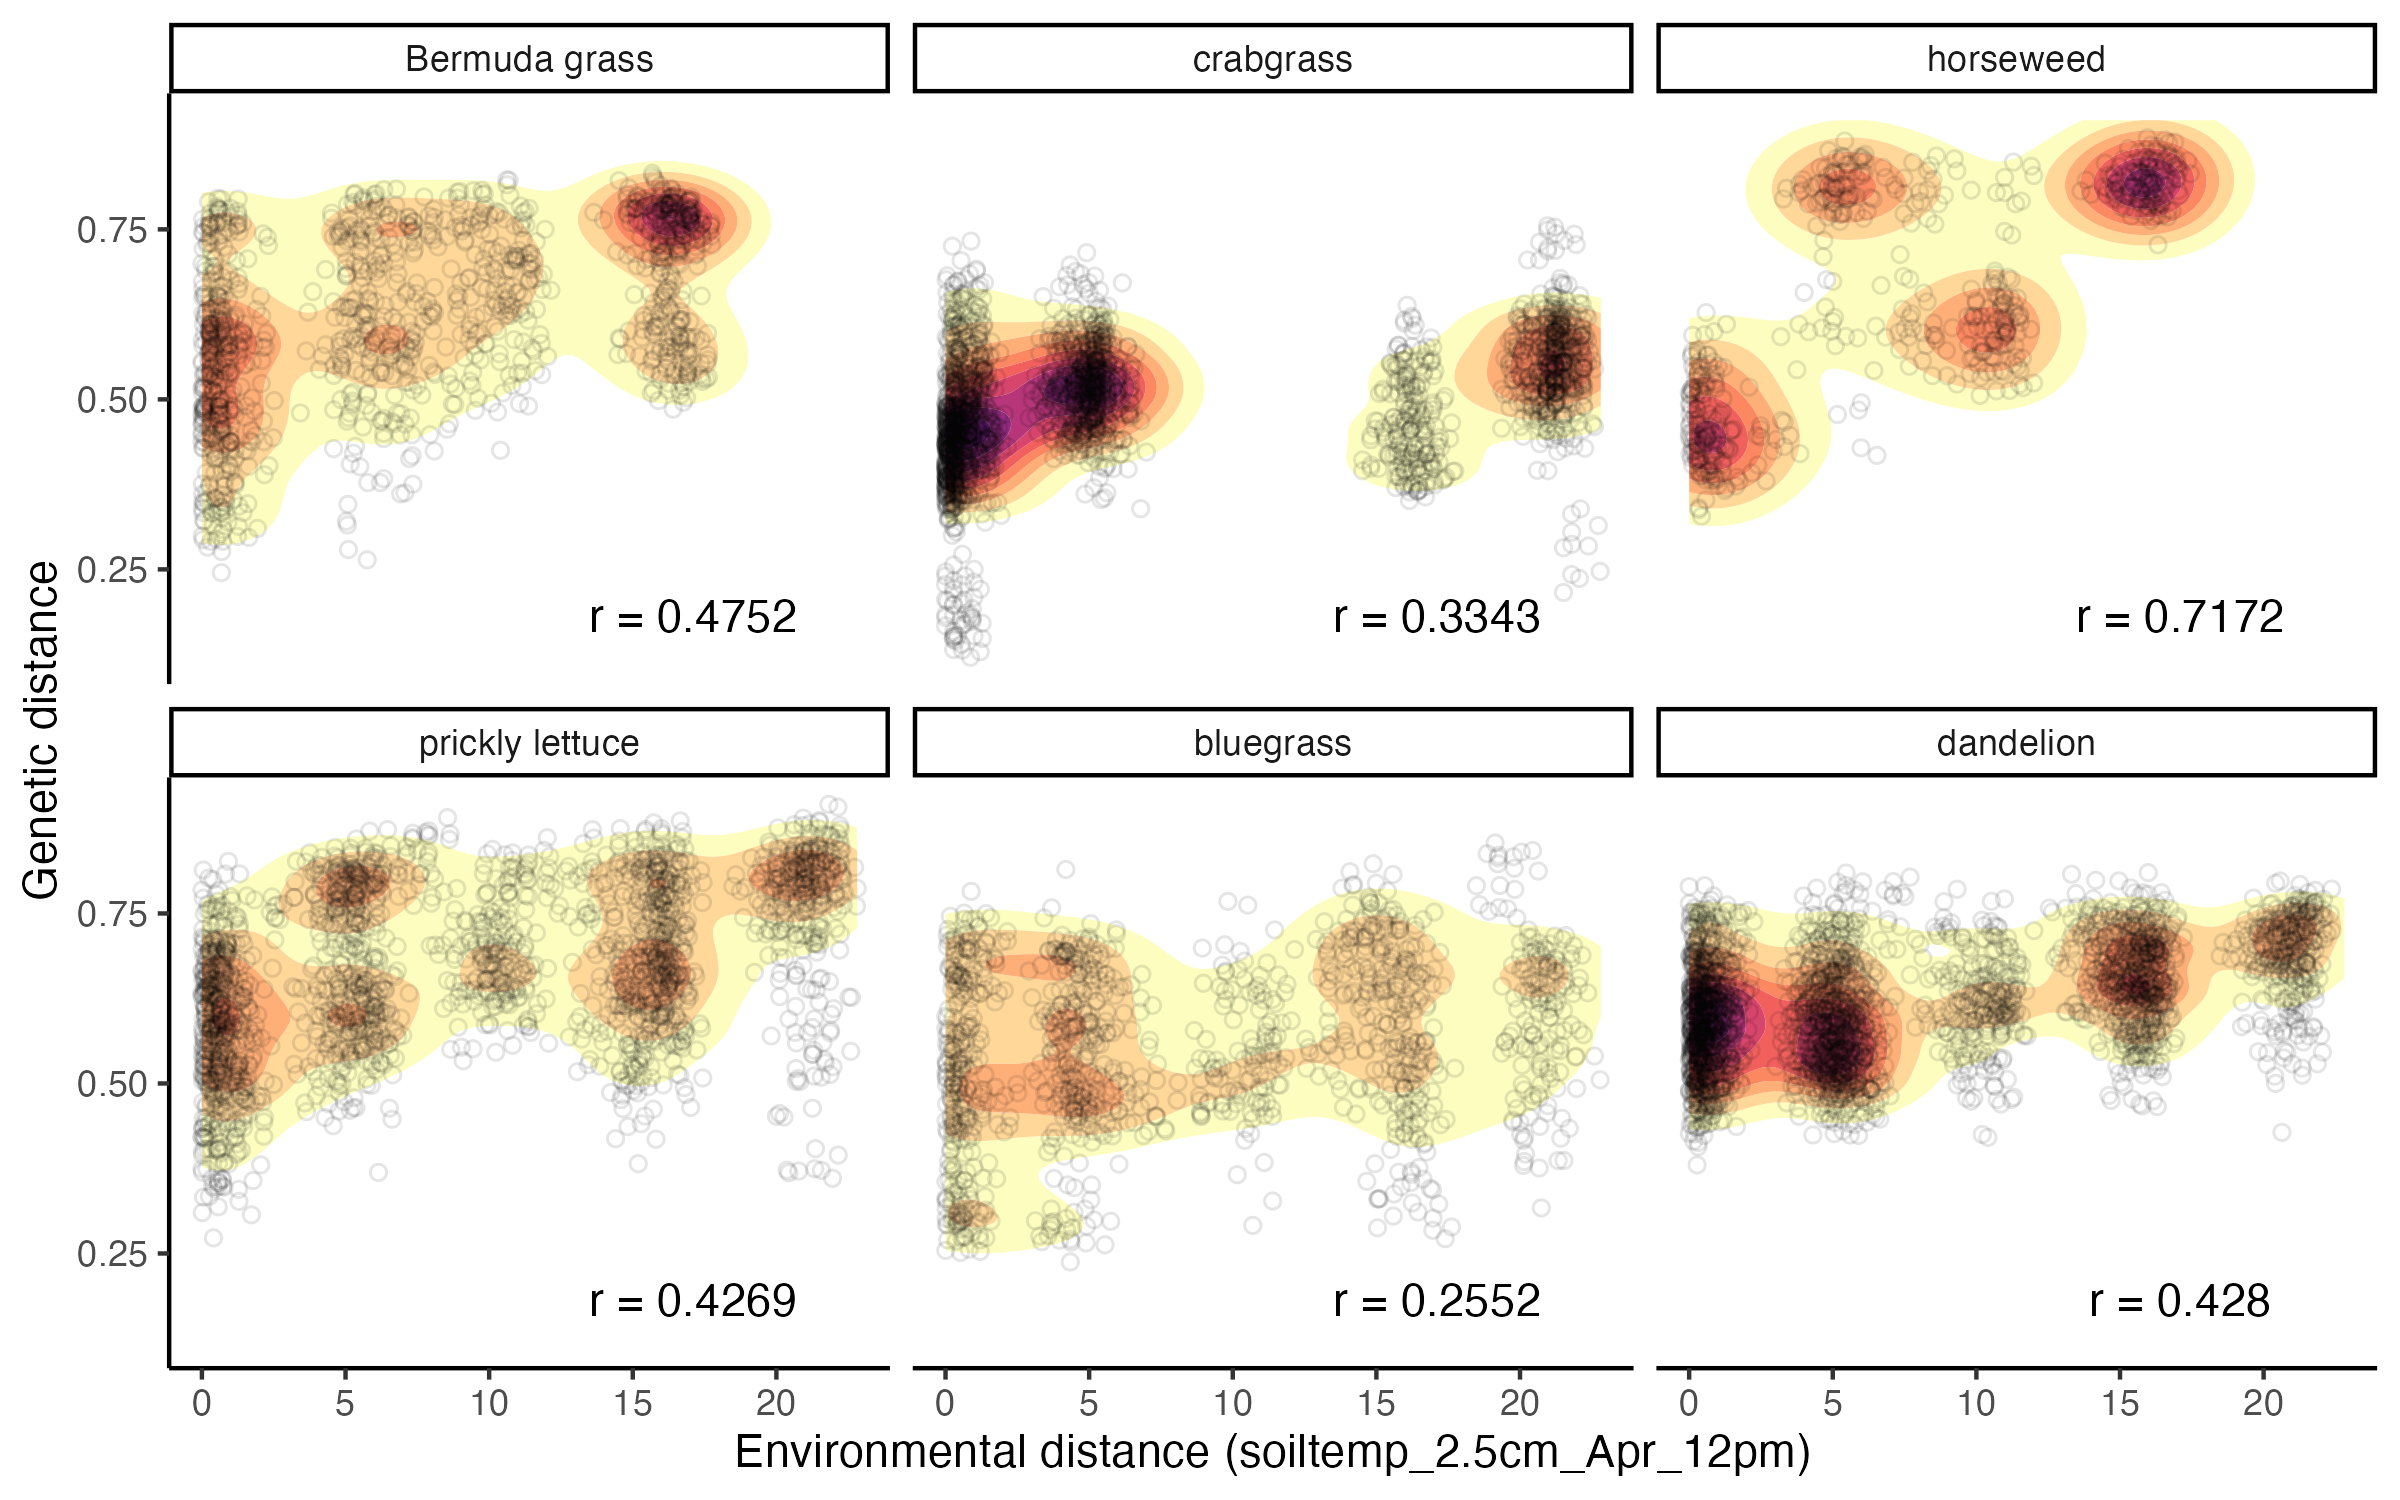 Bermuda grass
crabgrass
horseweed
0.75
0.50
0.25
r = 0.4752
r = 0.3343
r = 0.7172
Genetic distance
prickly lettuce
bluegrass
dandelion
0.75
0.50
0.25
r = 0.4269
r = 0.2552
r = 0.428
0 5 10 15 20
0 5 10 15 20
0 5 10 15 20
Environmental distance (soiltemp_2.5cm_Apr_12pm)